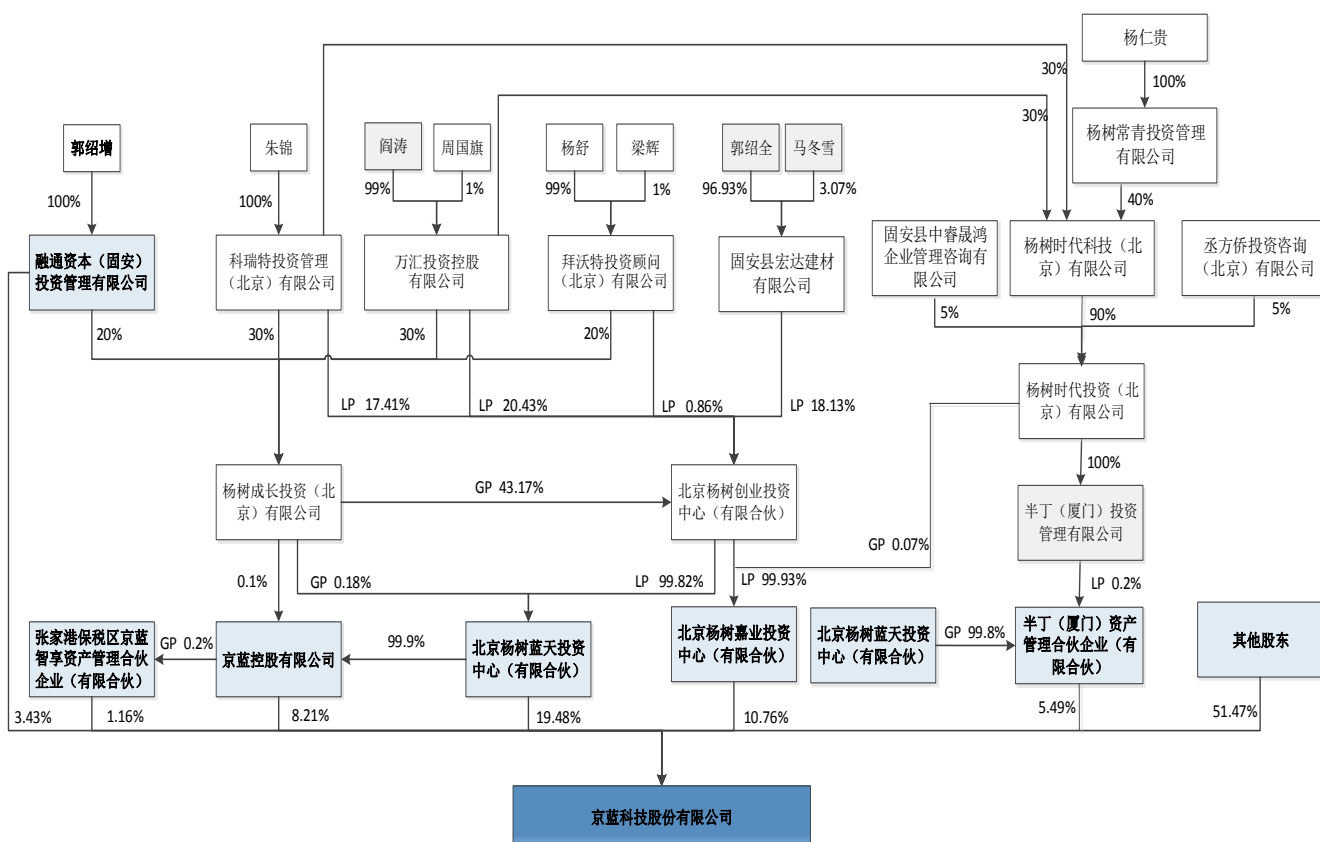 杨仁贵
30%
100%
30%
杨树常青投资管理
有限公司
郭绍增
朱锦
阎涛
周国旗
杨舒
梁辉
郭绍全
马冬雪
100%
100%
99%
1%
99%
1%
96.93%
3.07%
40%
融通资本（固安）
投资管理有限公司
科瑞特投资管理
（北京）有限公司
万汇投资控股
有限公司
拜沃特投资顾问
（北京）有限公司
固安县宏达建材
有限公司
固安县中睿晟鸿
企业管理咨询有
限公司
杨树时代科技（北
京）有限公司
丞方侨投资咨询
（北京）有限公司
20%
30%
30%
20%
5%
90%
5%
杨树时代投资（北
京）有限公司
LP 17.41%
LP 20.43%
LP 0.86%
LP 18.13%
100%
杨树成长投资（北
京）有限公司
GP 43.17%
北京杨树创业投资
中心（有限合伙）
半丁（厦门）投资
管理有限公司
GP 0.07%
0.1%
GP 0.18%
LP 99.82%
LP 99.93%
LP 0.2%
张家港保税区京蓝
智享资产管理合伙
企业（有限合伙）
GP 0.2%
京蓝控股有限公司
99.9%
北京杨树蓝天投资
中心（有限合伙）
北京杨树嘉业投资
中心（有限合伙）
北京杨树蓝天投资
中心（有限合伙）
GP 99.8%
半丁（厦门）资产
管理合伙企业（有
限合伙）
其他股东
3.43%
1.16%
8.21%
19.48%
10.76%
5.49%
51.47%
京蓝科技股份有限公司